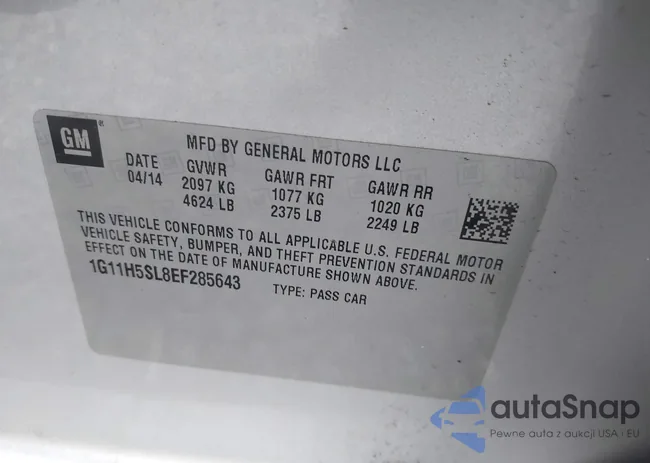 GM
MFD BY GENERAL MOTORS LLC
DATE GVWR GAWR FRT GAWR RR
04/14 2097 KG 1077 KG 1020 KG
4624 LB 2375 LB 2249 LB
THIS VEHICLE CONFORMS TO ALL APPLICABLE U.S. FEDERAL MOTOR
VEHICLE SAFETY, BUMPER, AND THEFT PREVENTION STANDARDS IN
EFFECT ON THE DATE OF MANUFACTURE SHOWN ABOVE.
1G11H5SL8EF285643 TYPE: PASS CAR
autaSnap
Pewne auta z aukcji USA i EU